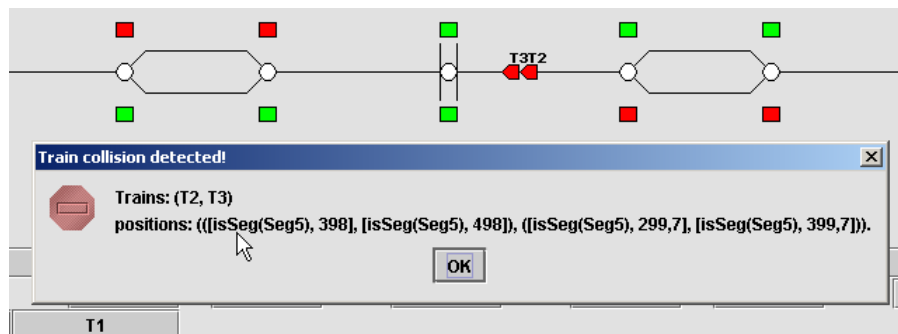 T3T2
Train collision detected!
Trains: (T2, T3)
positions: (([isSeg(Seg5), 398], [isSeg(Seg5), 498]), ([isSeg(Seg5), 299,7], [isSeg(Seg5), 399,7])).
OK
T1